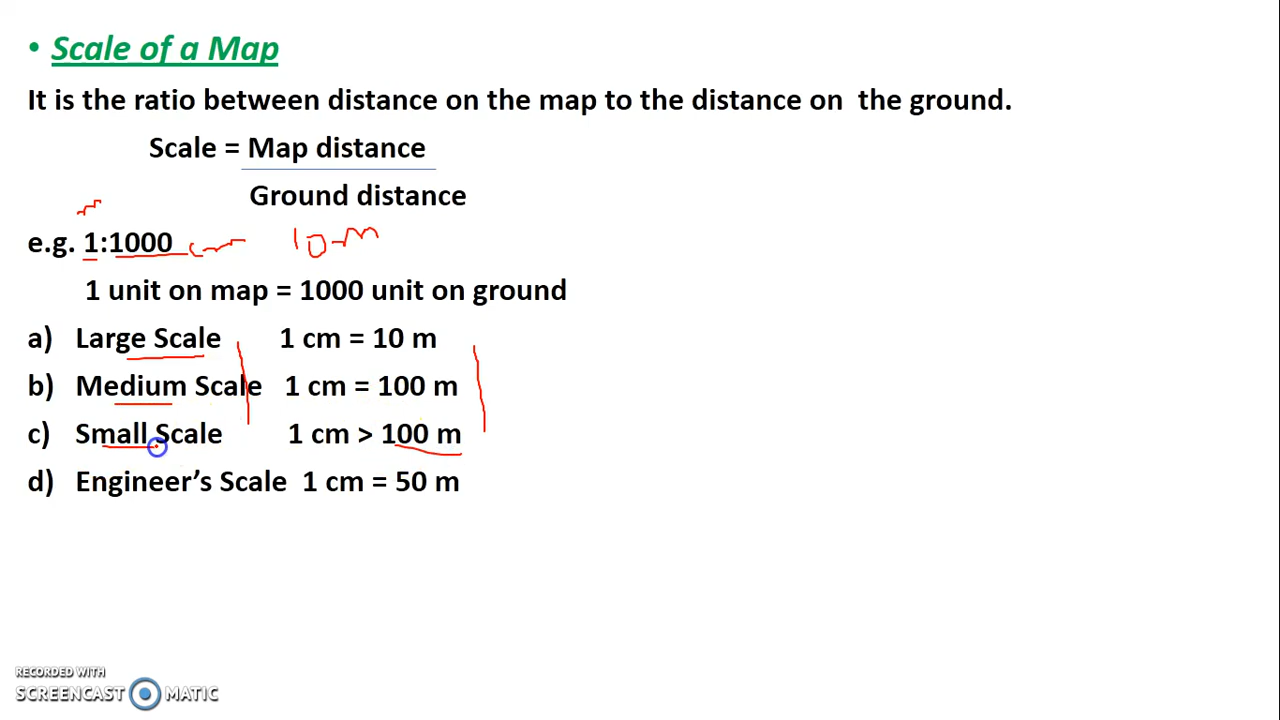 • Scale of a Map
It is the ratio between distance on the map to the distance on the ground.
Scale = Map distance
Ground distance
e.g. 1:1000 10 m
1 unit on map = 1000 unit on ground
a) Large Scale 1 cm = 10 m
b) Medium Scale 1 cm = 100 m
c) Small Scale 1 cm > 100 m
d) Engineer’s Scale 1 cm = 50 m
RECORDED WITH
SCREENCAST MATIC